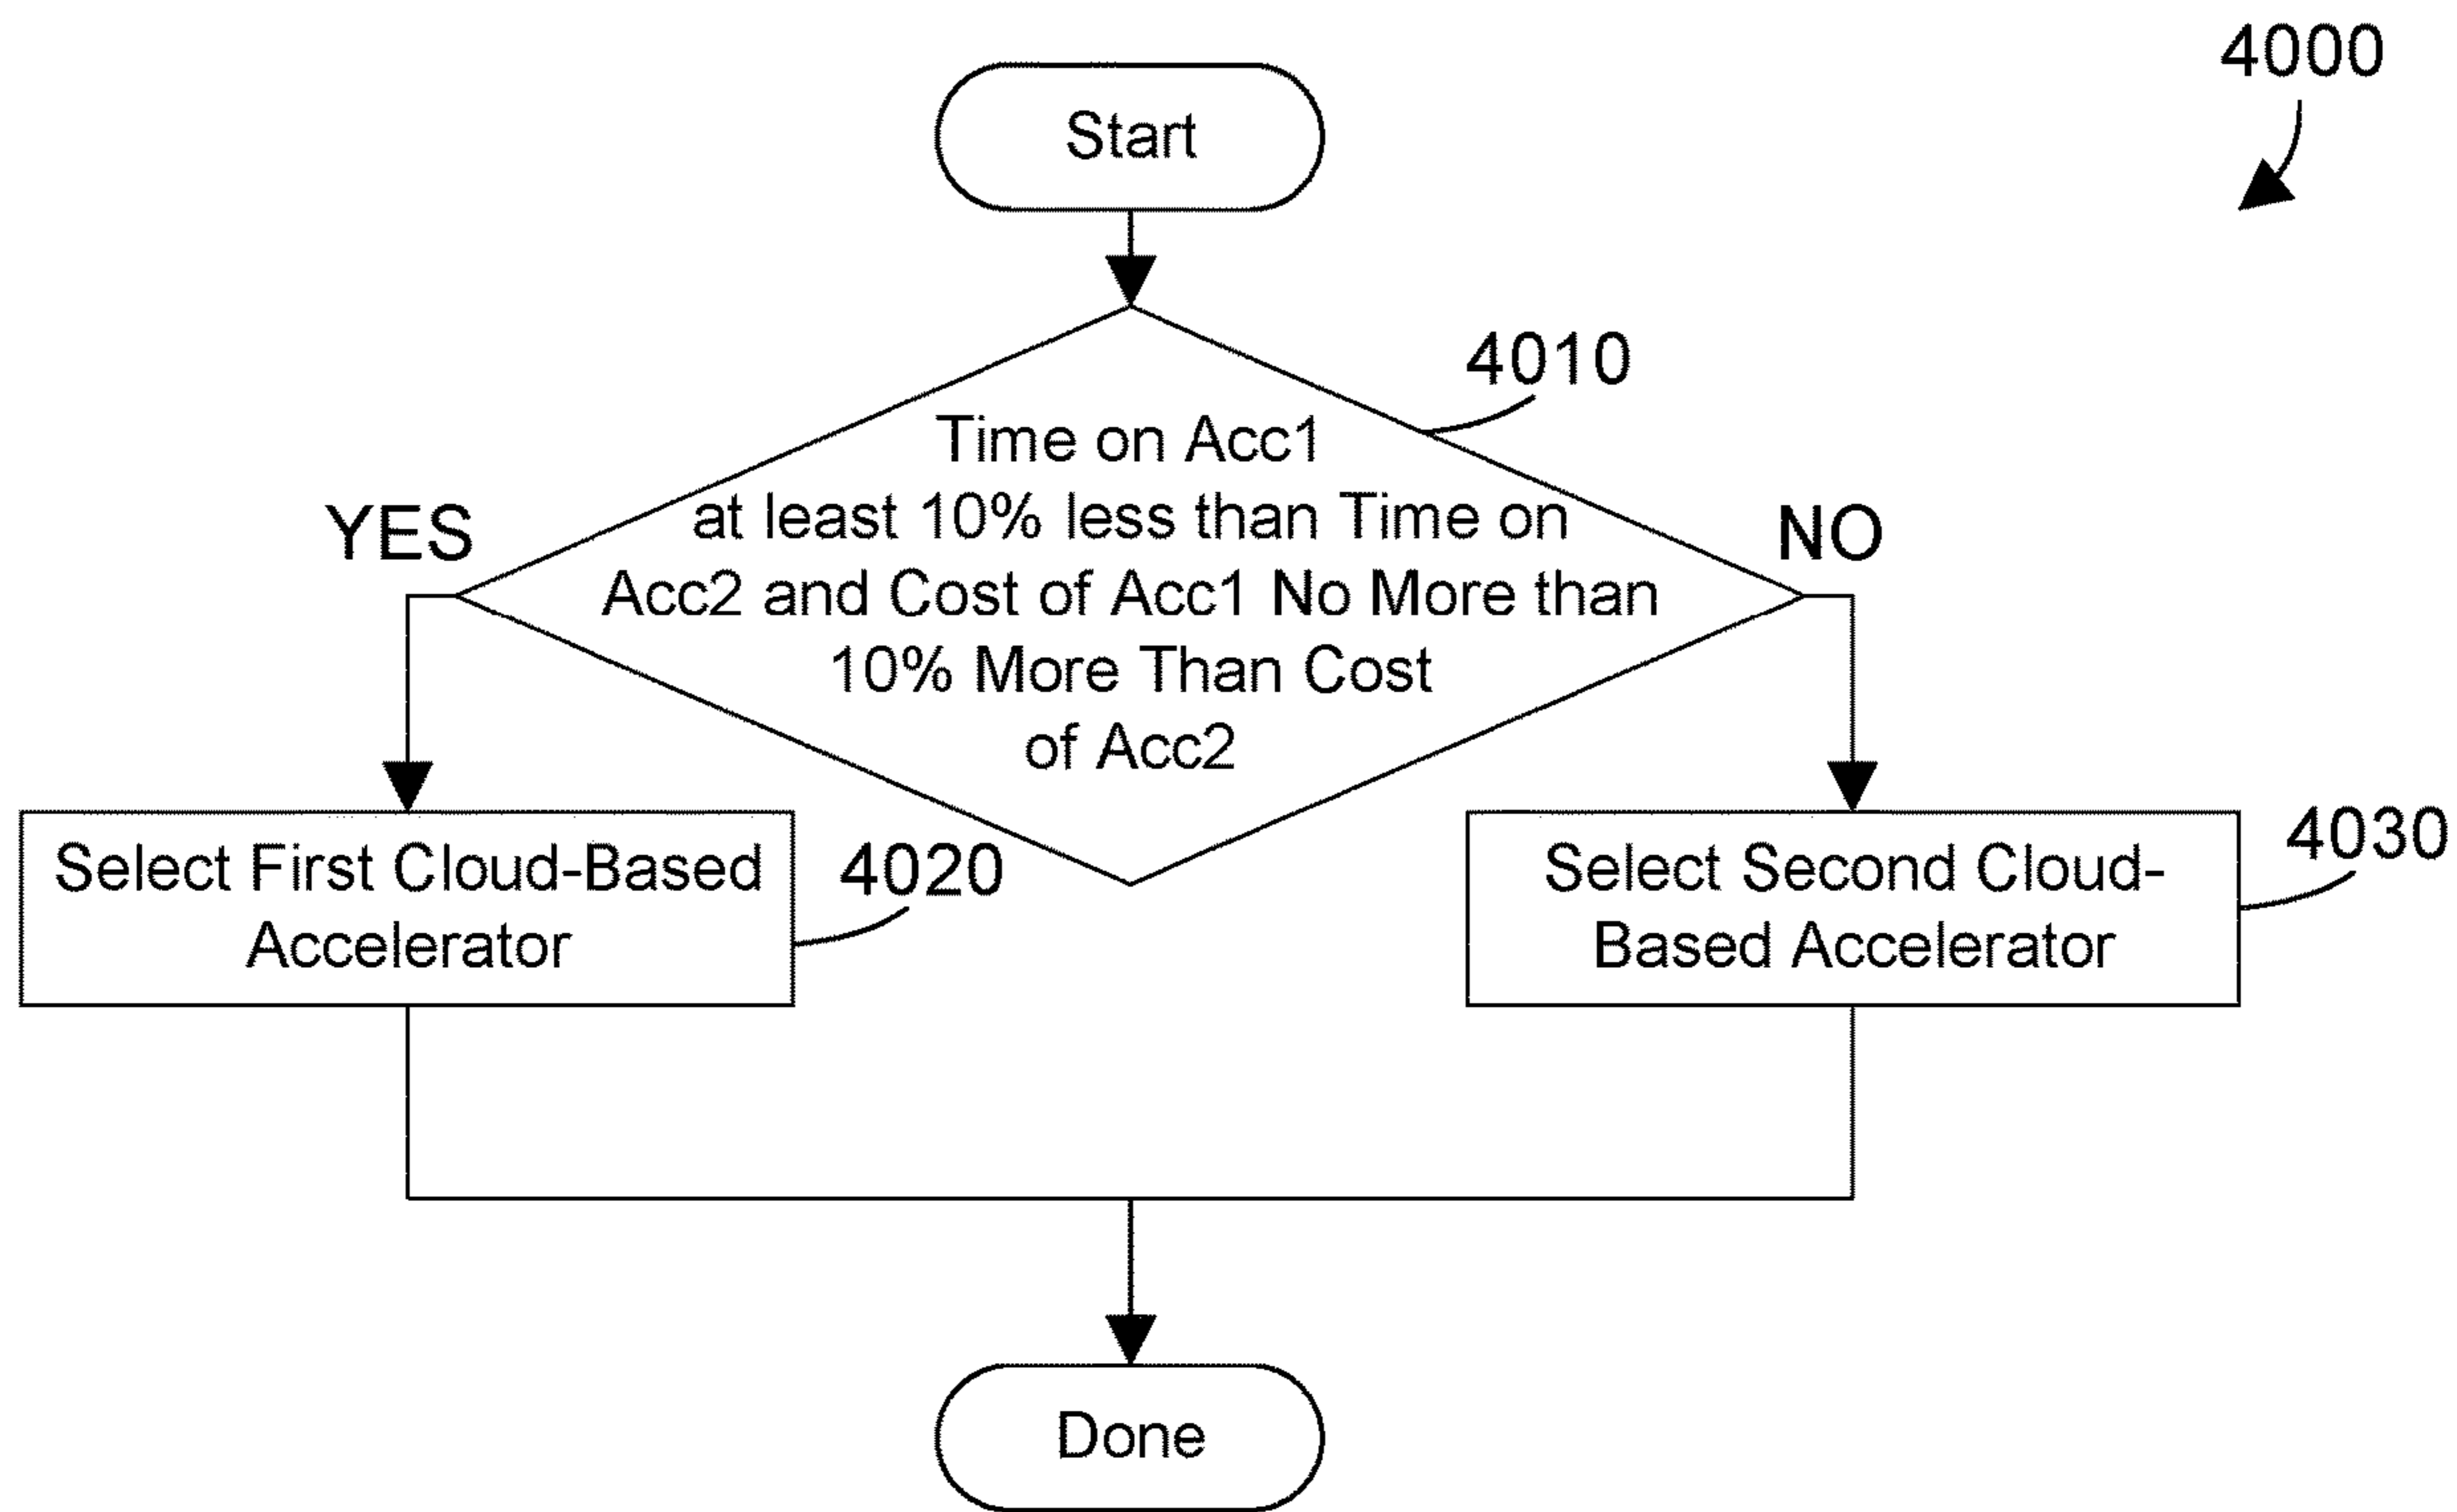 4000
Start
4010
Time on Acc1
at least 10% less than Time on
Acc2 and Cost of Acc1 No More than
10% More Than Cost
of Acc2
YES
NO
Select First Cloud-Based
Accelerator
4020
Select Second Cloud-
Based Accelerator
4030
Done